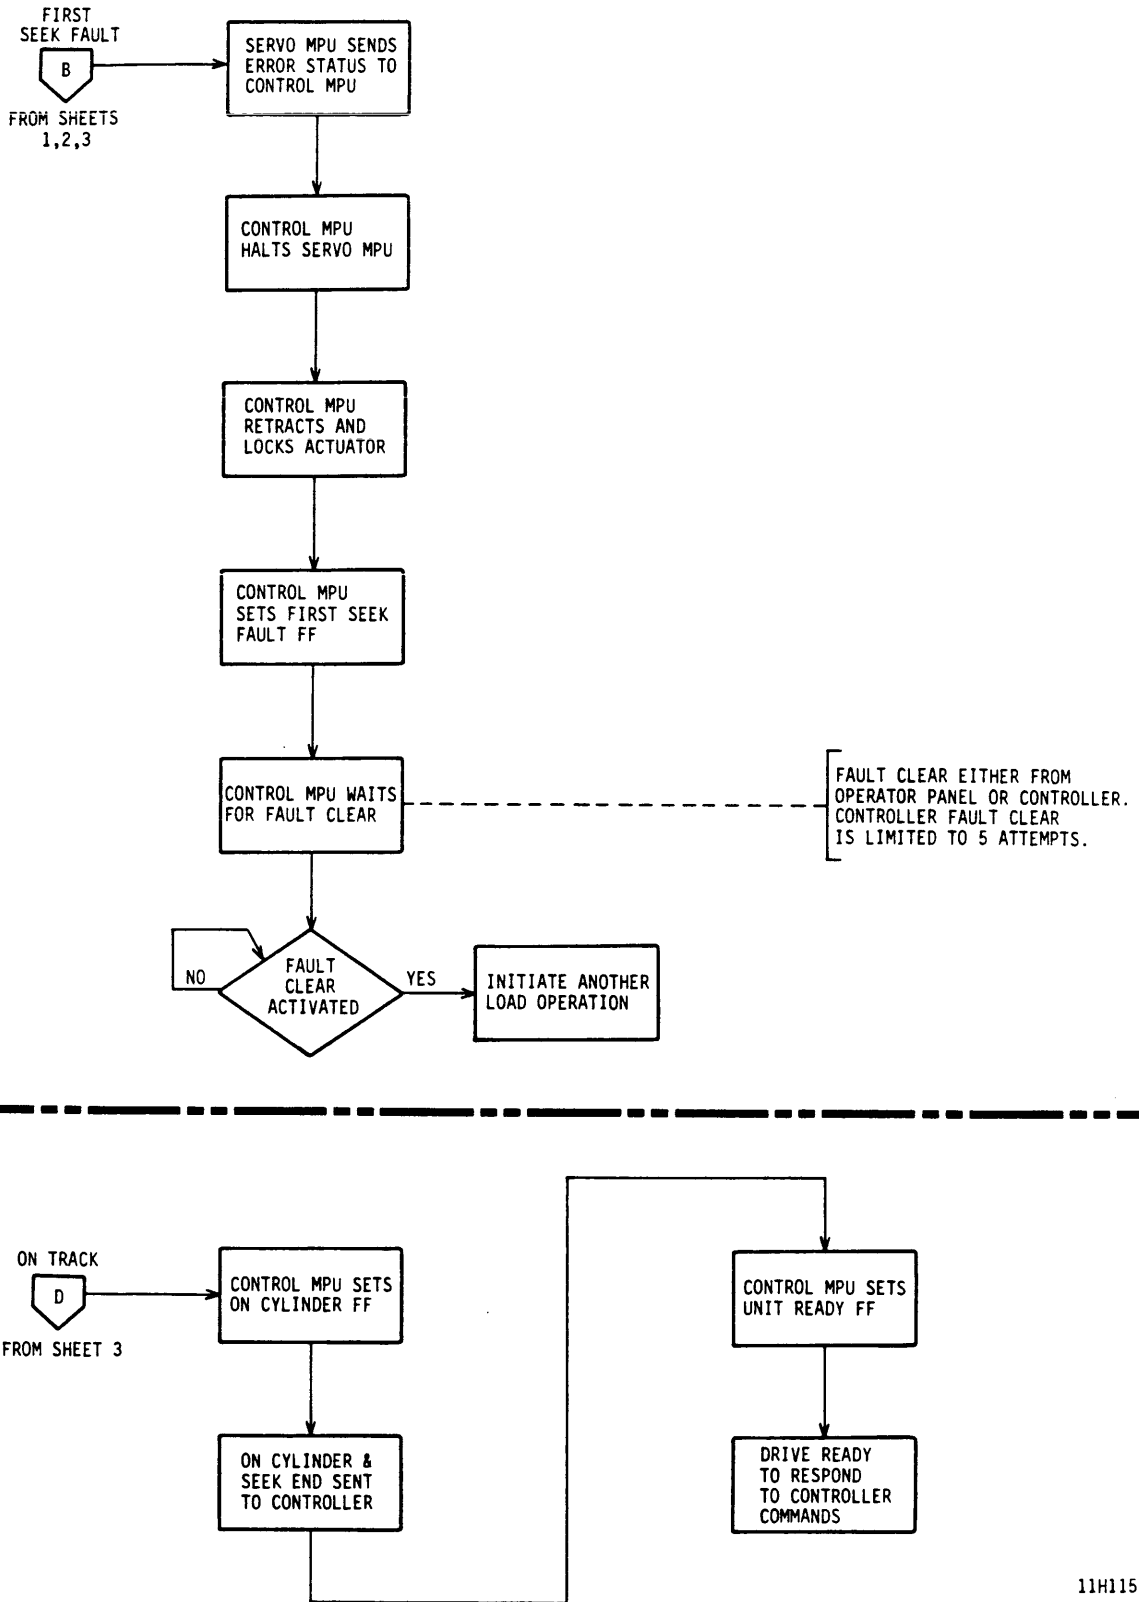 FIRST
SEEK FAULT
B
FROM SHEETS
1,2,3
SERVO MPU SENDS
ERROR STATUS TO
CONTROL MPU
CONTROL MPU
HALTS SERVO MPU
CONTROL MPU
RETRACTS AND
LOCKS ACTUATOR
CONTROL MPU
SETS FIRST SEEK
FAULT FF
CONTROL MPU WAITS
FOR FAULT CLEAR
FAULT CLEAR EITHER FROM
OPERATOR PANEL OR CONTROLLER.
CONTROLLER FAULT CLEAR
IS LIMITED TO 5 ATTEMPTS.
FAULT
CLEAR
ACTIVATED
NO
YES
INITIATE ANOTHER
LOAD OPERATION
ON TRACK
D
FROM SHEET 3
CONTROL MPU SETS
ON CYLINDER FF
ON CYLINDER &
SEEK END SENT
TO CONTROLLER
CONTROL MPU SETS
UNIT READY FF
DRIVE READY
TO RESPOND
TO CONTROLLER
COMMANDS
11H115